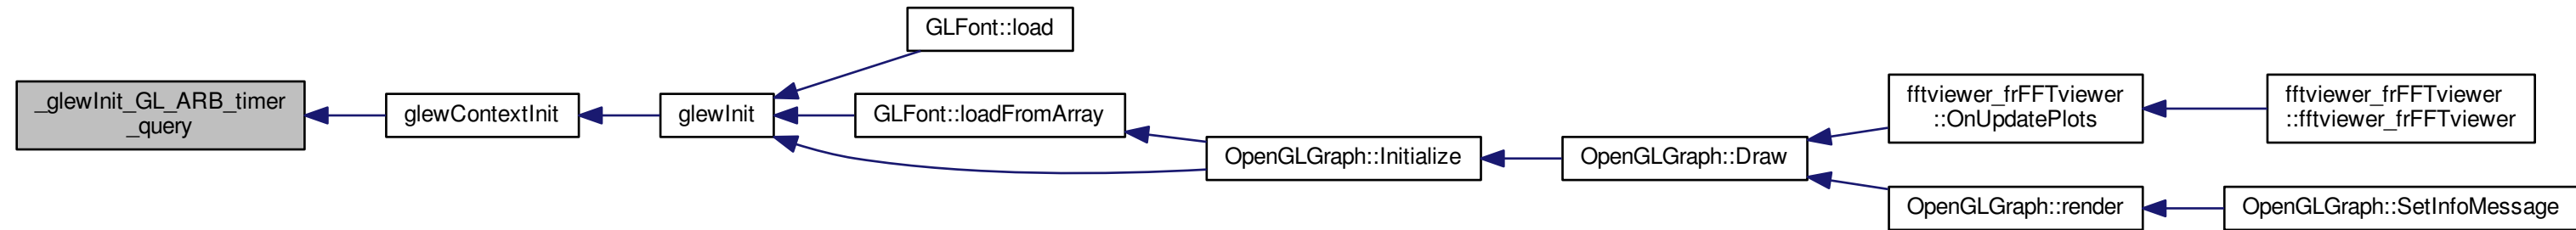 _glewInit_GL_ARB_timer
_query
glewContextInit
glewInit
GLFont::load
GLFont::loadFromArray
OpenGLGraph::Initialize
OpenGLGraph::Draw
fftviewer_frFFTviewer
::OnUpdatePlots
fftviewer_frFFTviewer
::fftviewer_frFFTviewer
OpenGLGraph::render
OpenGLGraph::SetInfoMessage